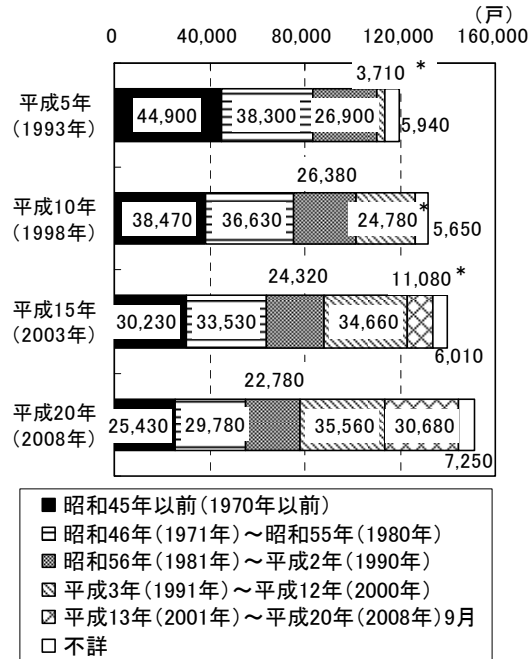 (戸)
0 40,000 80,000 120,000 160,000
3,710 *
平成5年
(1993年)
44,900 38,300 26,900 5,940
26,380
平成10年
(1998年)
38,470 36,630 24,780 * 5,650
24,320 11,080 *
平成15年
(2003年)
30,230 33,530 34,660 6,010
22,780
平成20年
(2008年)
25,430 29,780 35,560 30,680 7,250
昭和45年以前(1970年以前)
昭和46年(1971年)～昭和55年(1980年)
昭和56年(1981年)～平成2年(1990年)
平成3年(1991年)～平成12年(2000年)
平成13年(2001年)～平成20年(2008年)9月
不詳